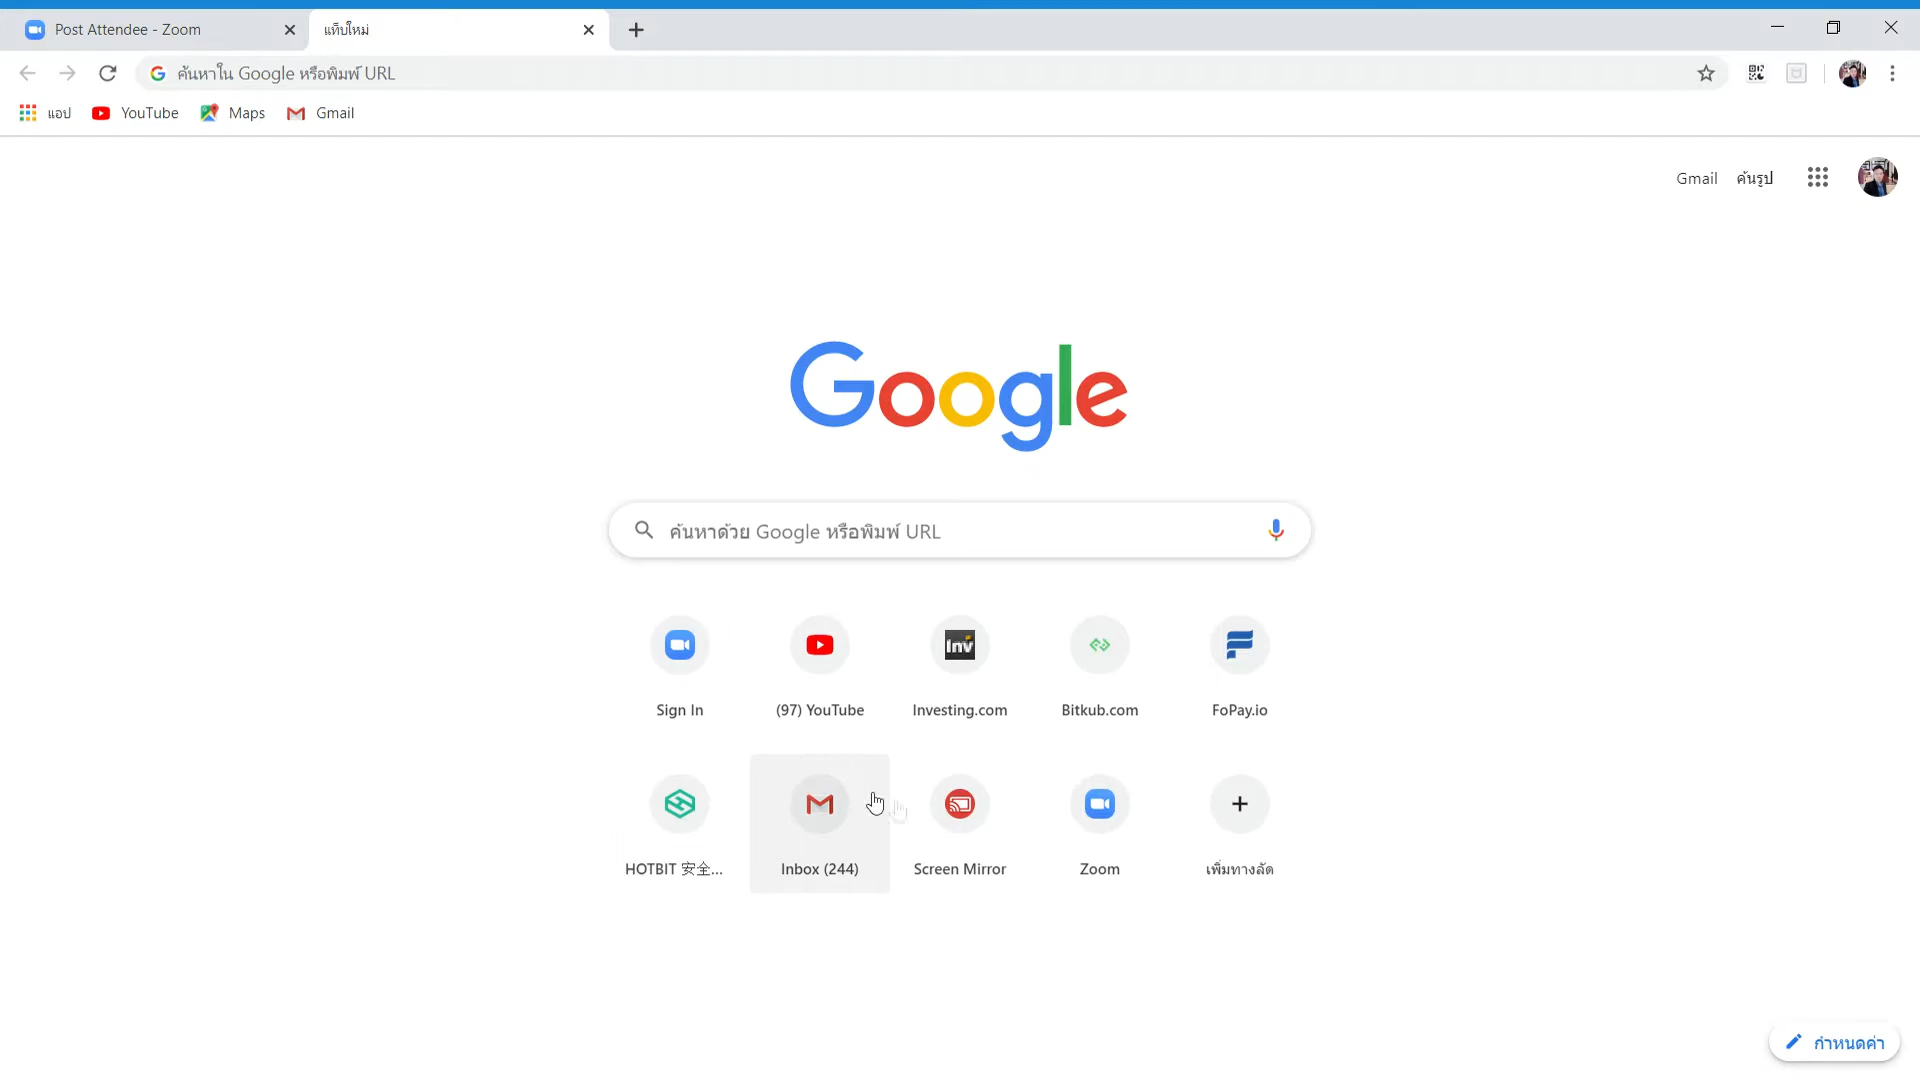 Post Attendee - Zoom
แท็บใหม่
ค้นหาใน Google หรือพิมพ์ URL
แอป
YouTube
Maps
Gmail
Gmail
ค้นรูป
Google
ค้นหาด้วย Google หรือพิมพ์ URL
Inv
Sign In
(97) YouTube
Investing.com
Bitkub.com
FoPay.io
HOTBIT 安全...
Inbox (244)
Screen Mirror
Zoom
เพิ่มทางลัด
กำหนดค่า